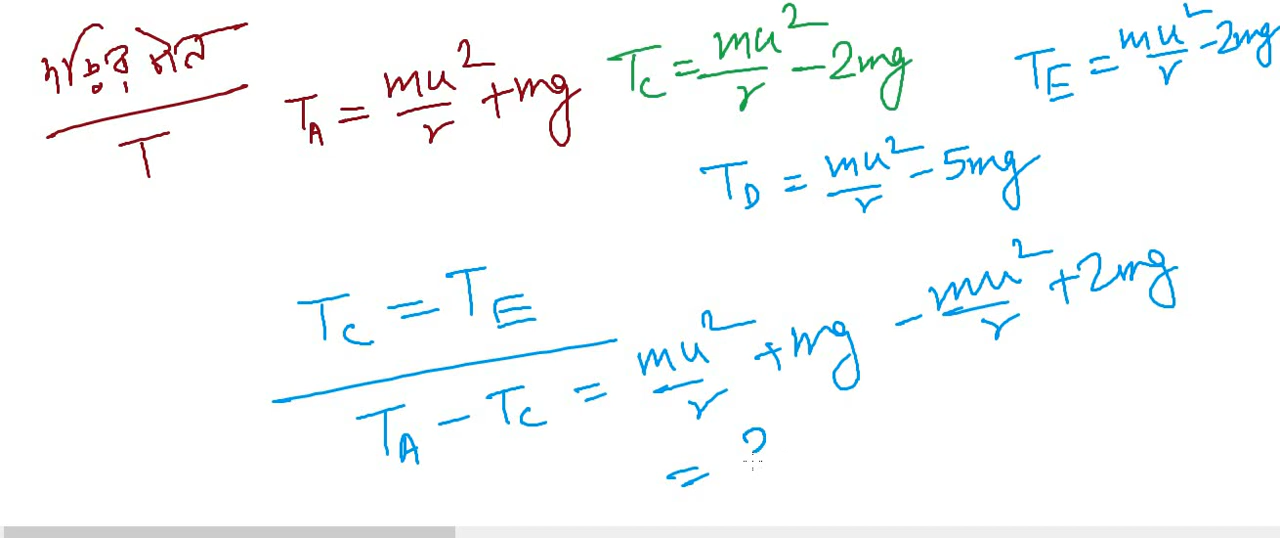 T
T_A = mu²/r + mg
T_C = mu²/r - 2mg
T_E = mu²/r - 2mg
T_D = mu²/r - 5mg
T_C = T_E
T_A - T_C = mu²/r + mg - mu²/r + 2mg
=